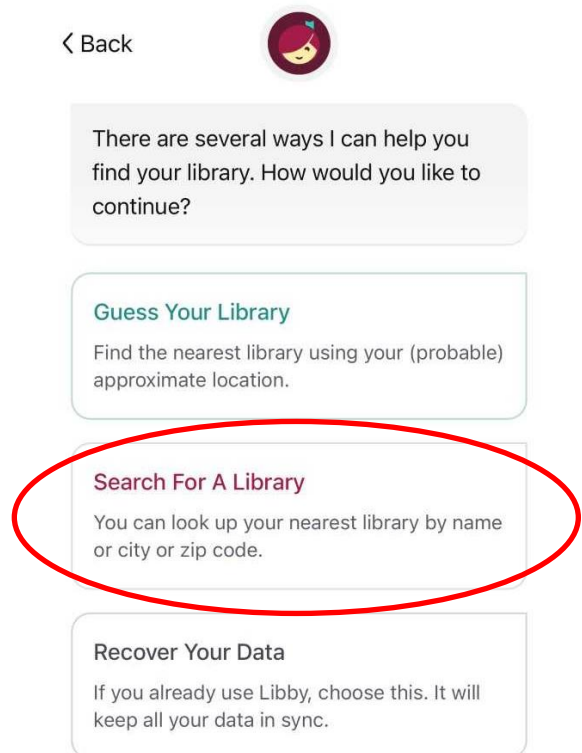 Back
There are several ways I can help you
find your library. How would you like to
continue?
Guess Your Library
Find the nearest library using your (probable)
approximate location.
Search For A Library
You can look up your nearest library by name
or city or zip code.
Recover Your Data
If you already use Libby, choose this. It will
keep all your data in sync.